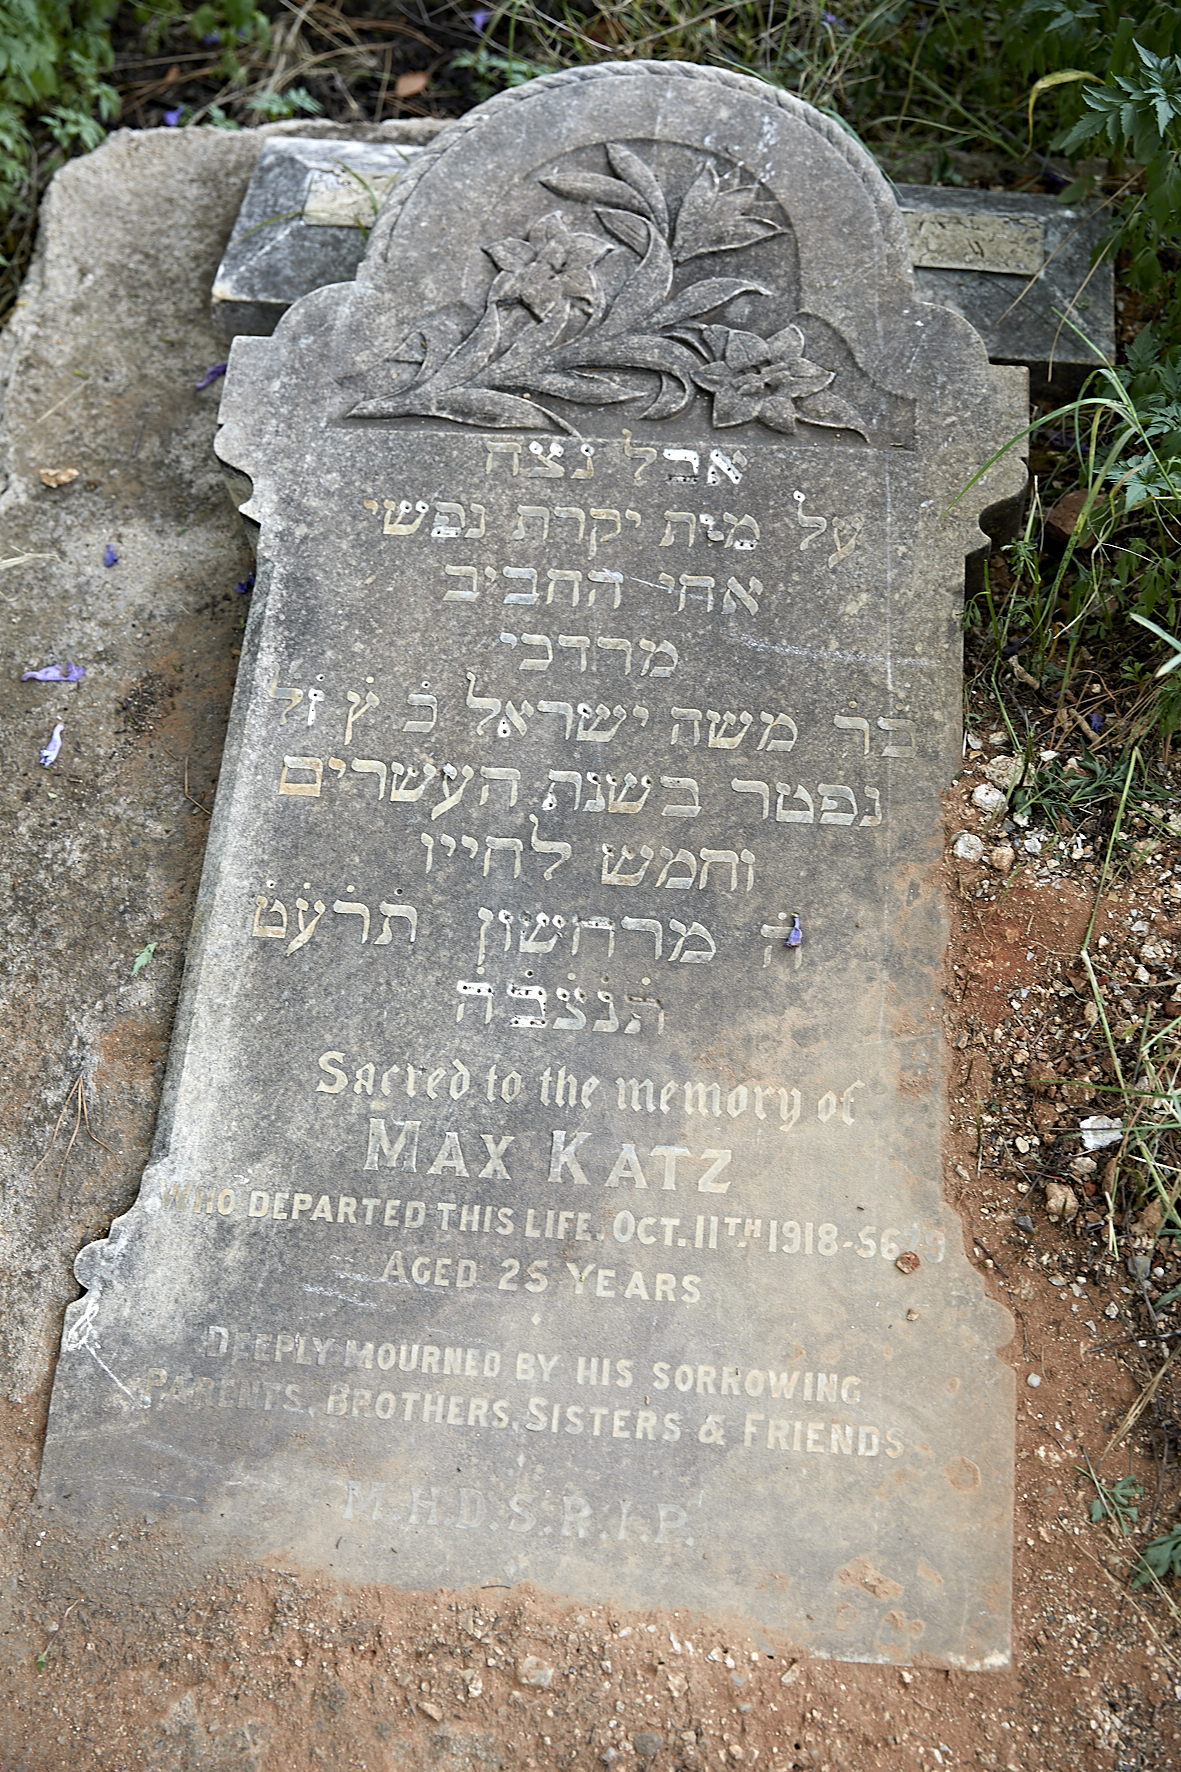 אבל נצח
על מות יקרת נפשי
אחי החביב
מרדכי
בר משה ישראל כ ץ ז ל
נפטר בשנת העשרים
וחמש לחייו
ה מרחשון תרעט
תנצבה
Sacred to the memory of
MAX KATZ
WHO DEPARTED THIS LIFE. OCT. 11TH 1918-5679
AGED 25 YEARS
DEEPLY MOURNED BY HIS SORROWING
PARENTS, BROTHERS, SISTERS & FRIENDS
M.H.D.S.R.I.P.